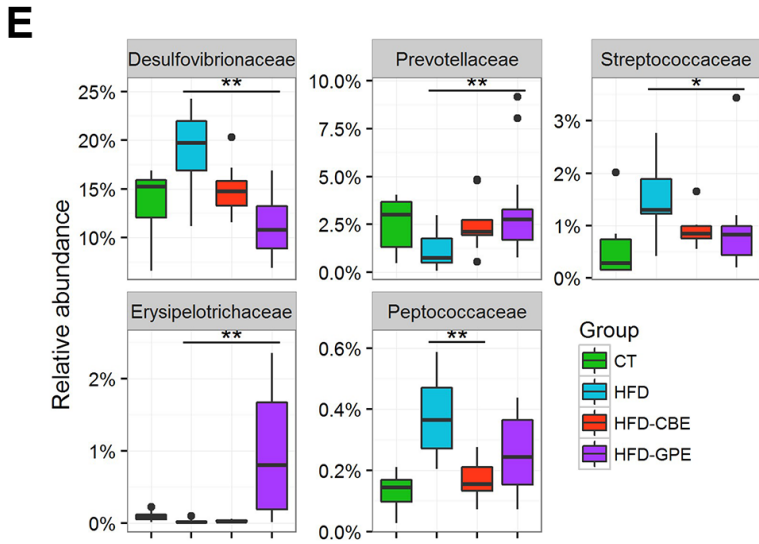 E
Desulfovibrionaceae
Prevotellaceae
Streptococcaceae
Relative abundance
25%
20%
15%
10%
**
10.0%
7.5%
5.0%
2.5%
0.0%
**
3%
2%
1%
0%
*
Erysipelotrichaceae
Peptococcaceae
2%
1%
0%
**
0.6%
0.4%
0.2%
0.0%
**
Group
CT
HFD
HFD-CBE
HFD-GPE